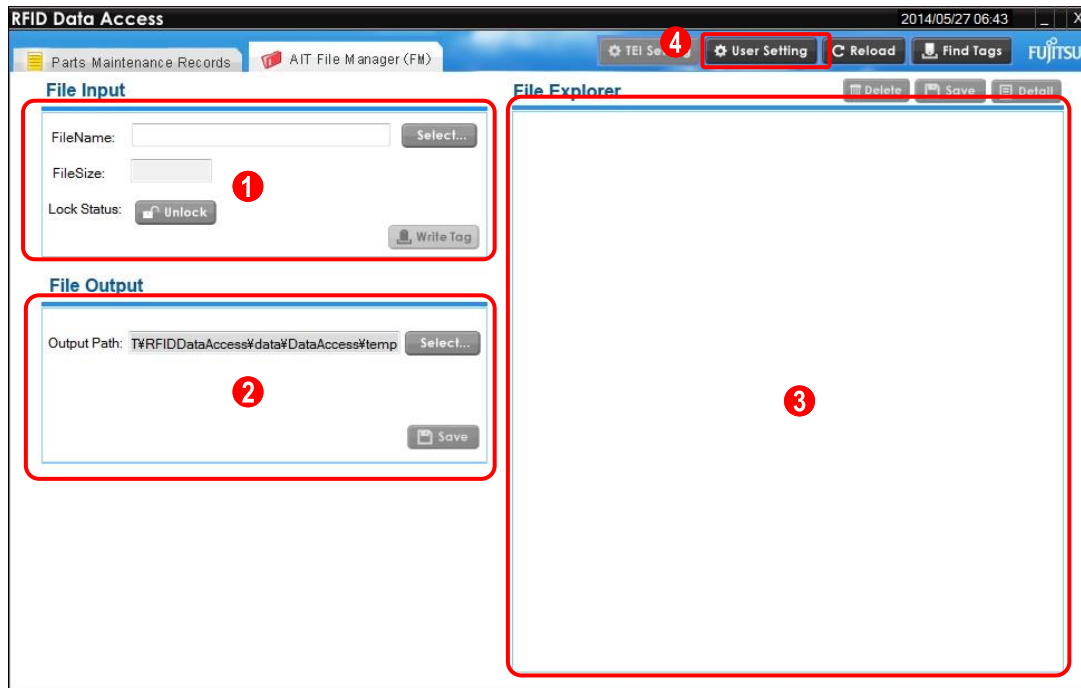 RFID Data Access 2014/05/27 06:43 _ X
Parts Maintenance Records AIT File Manager (FM) TEI 4 User Setting Reload Find Tags FUJITSU
File Input File Explorer Delete Save Detail
FileName: Select...
FileSize:
1
Lock Status: Unlock
Write Tag
File Output
Output Path: T¥RFIDDataAccess¥data¥DataAccess¥temp Select...
2 3
Save